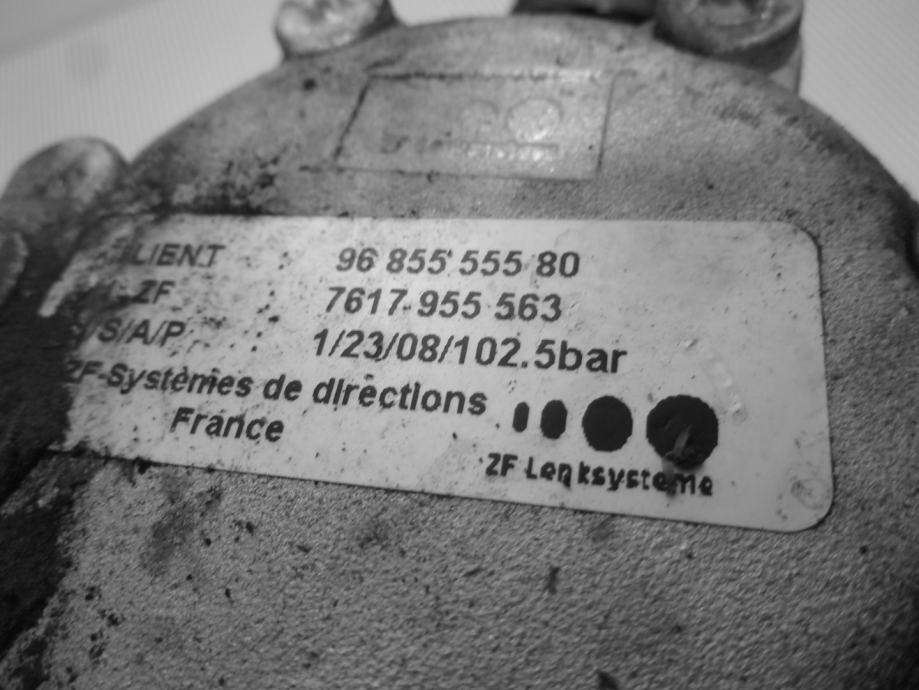 CLIENT : 96 855 555 80
ZF : 7617 955 563
/S/A/P : 1/23/08/102.5bar
ZF-Systèmes de directions
France
ZF Lenksysteme